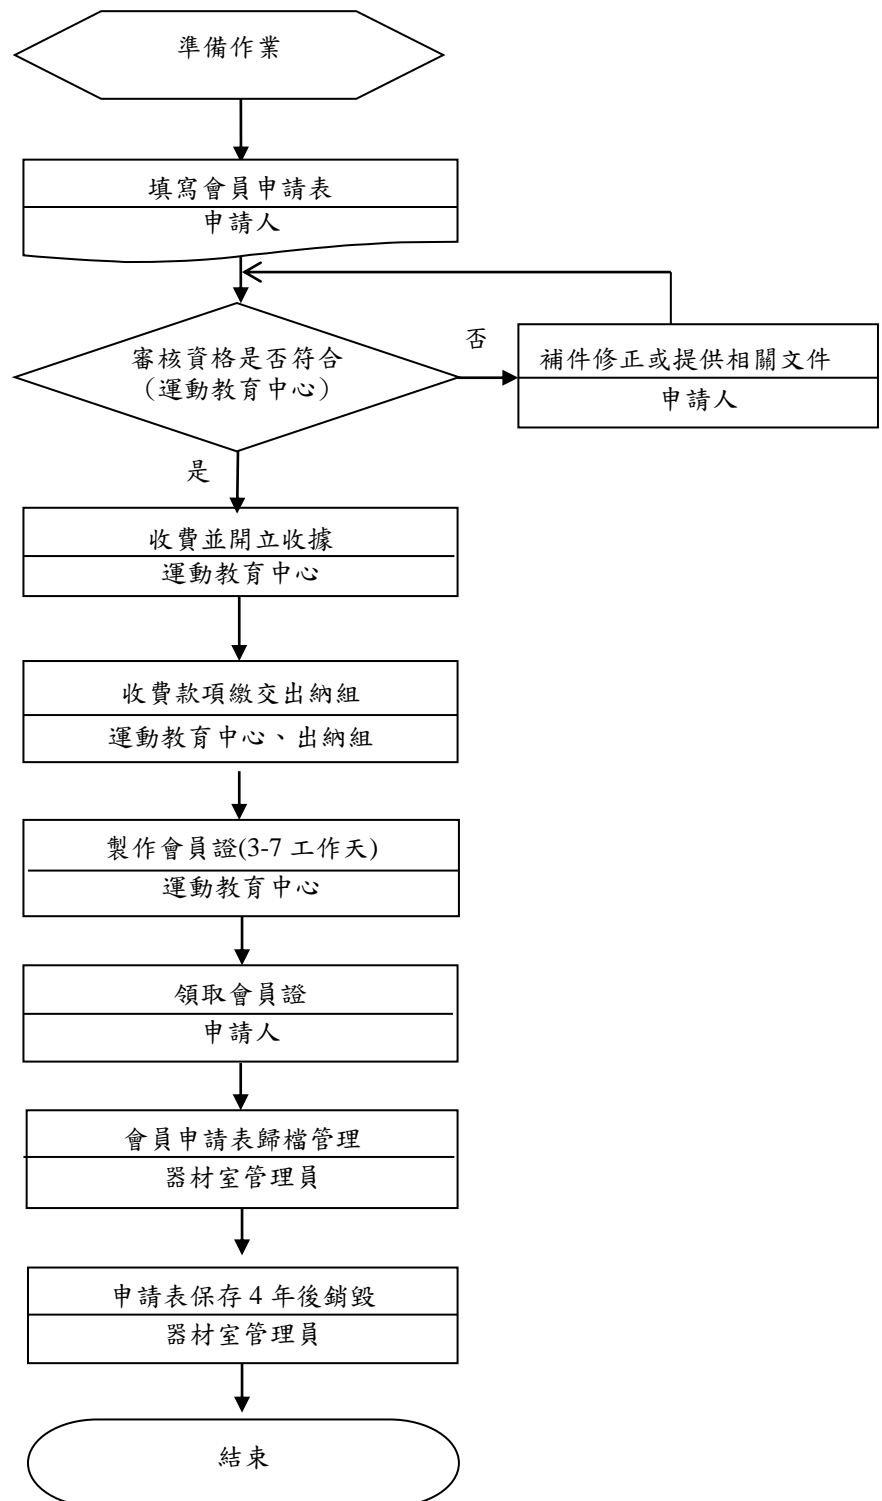 準備作業
填寫會員申請表
申請人
審核資格是否符合
（運動教育中心）
否
補件修正或提供相關文件
申請人
是
收費並開立收據
運動教育中心
收費款項繳交出納組
運動教育中心、出納組
製作會員證(3-7 工作天)
運動教育中心
領取會員證
申請人
會員申請表歸檔管理
器材室管理員
申請表保存 4 年後銷毀
器材室管理員
結束